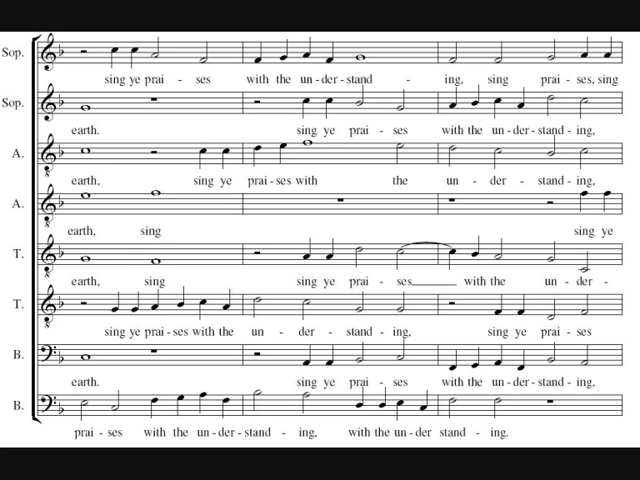 Sop. sing ye prai - ses with the un - der - stand - ing, sing prai - ses, sing
Sop. earth. sing ye prai - ses with the un - der - stand - ing,
A. earth, sing ye prai - ses with the un - der - stand - ing,
A. earth, sing sing ye
T. earth, sing sing ye prai - ses with the un - der -
T. sing ye prai - ses with the un - der - stand - ing, sing ye prai - ses
B. earth. sing ye prai - ses with the un - der - stand - ing,
B. prai - ses with the un - der - stand - ing, with the un - der stand - ing.